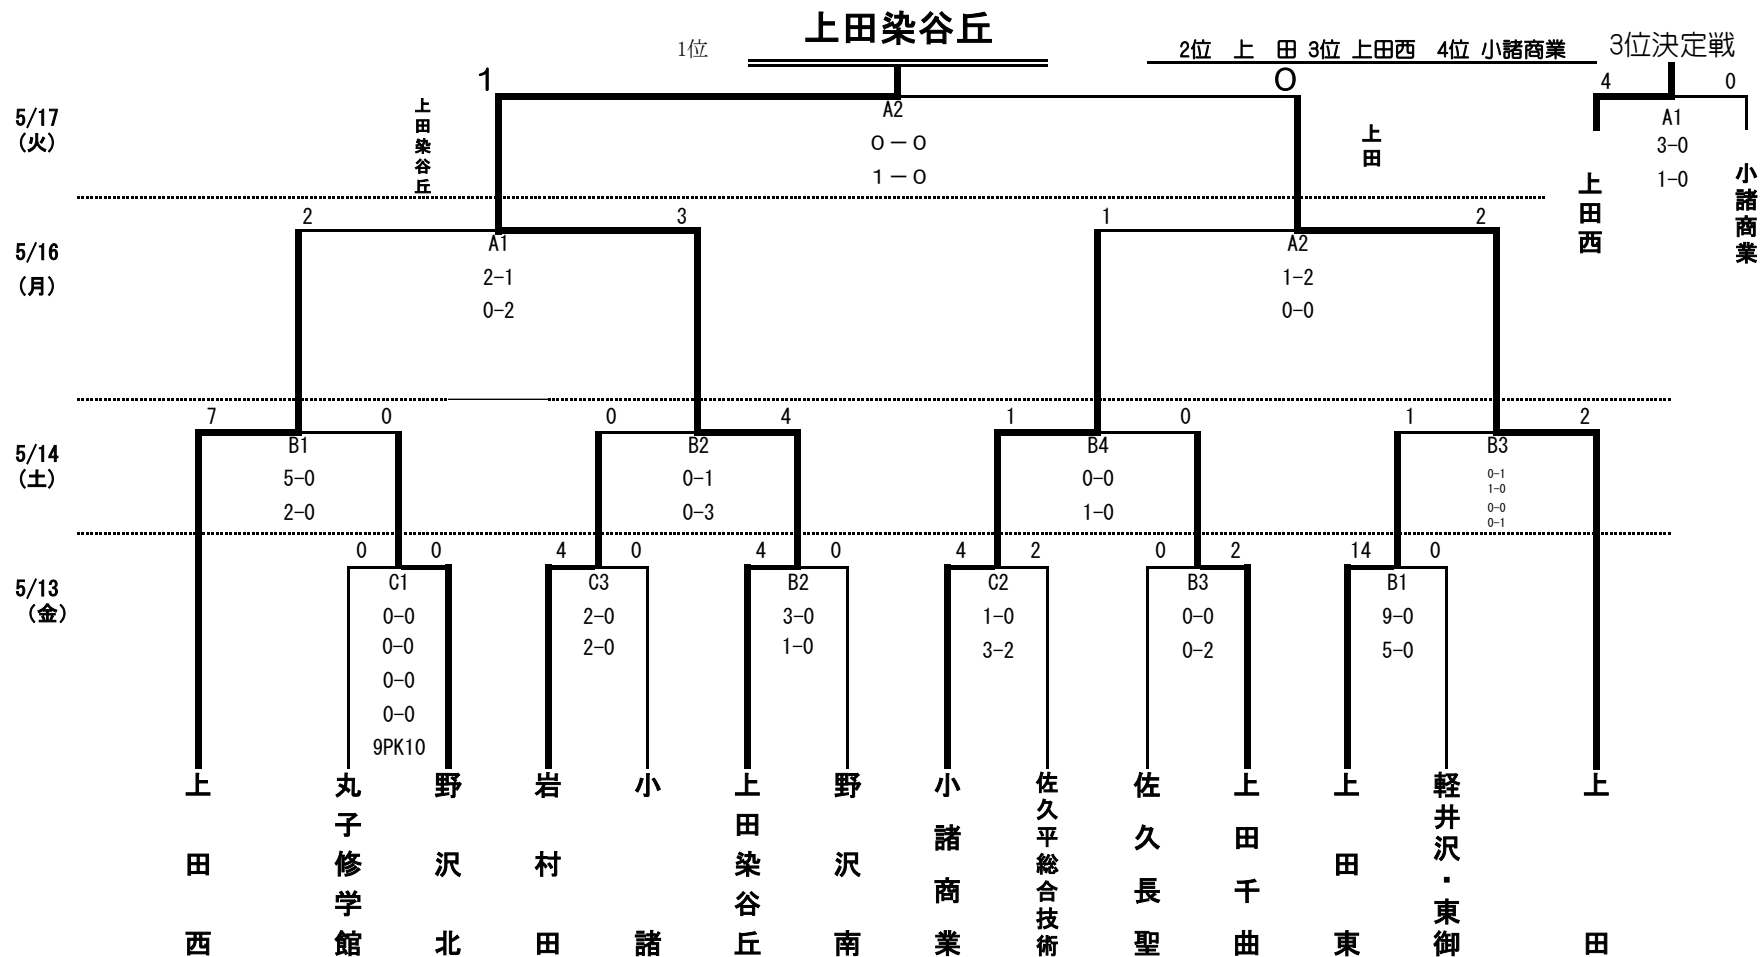 上田染谷丘
1位
2位 上 田 3位 上田西 4位 小諸商業
3位決定戦
1
0
4
0
5/17
(火)
上田染谷丘
A2
0-0
1-0
上田
A1
3-0
1-0
上田西
小諸商業
2
3
1
2
5/16
(月)
A1
2-1
0-2
A2
1-2
0-0
7
0
0
4
1
0
1
2
5/14
(土)
B1
5-0
2-0
B2
0-1
0-3
B4
0-0
1-0
B3
0-1
1-0
0-0
0-1
0
0
4
0
4
0
4
2
0
2
14
0
5/13
(金)
C1
0-0
0-0
0-0
0-0
9PK10
C3
2-0
2-0
B2
3-0
1-0
C2
1-0
3-2
B3
0-0
0-2
B1
9-0
5-0
上田西
丸子修学館
野沢北
岩村田
小諸
上田染谷丘
野沢南
小諸商業
佐久平総合技術
佐久長聖
上田千曲
上田東
軽井沢・東御
上田